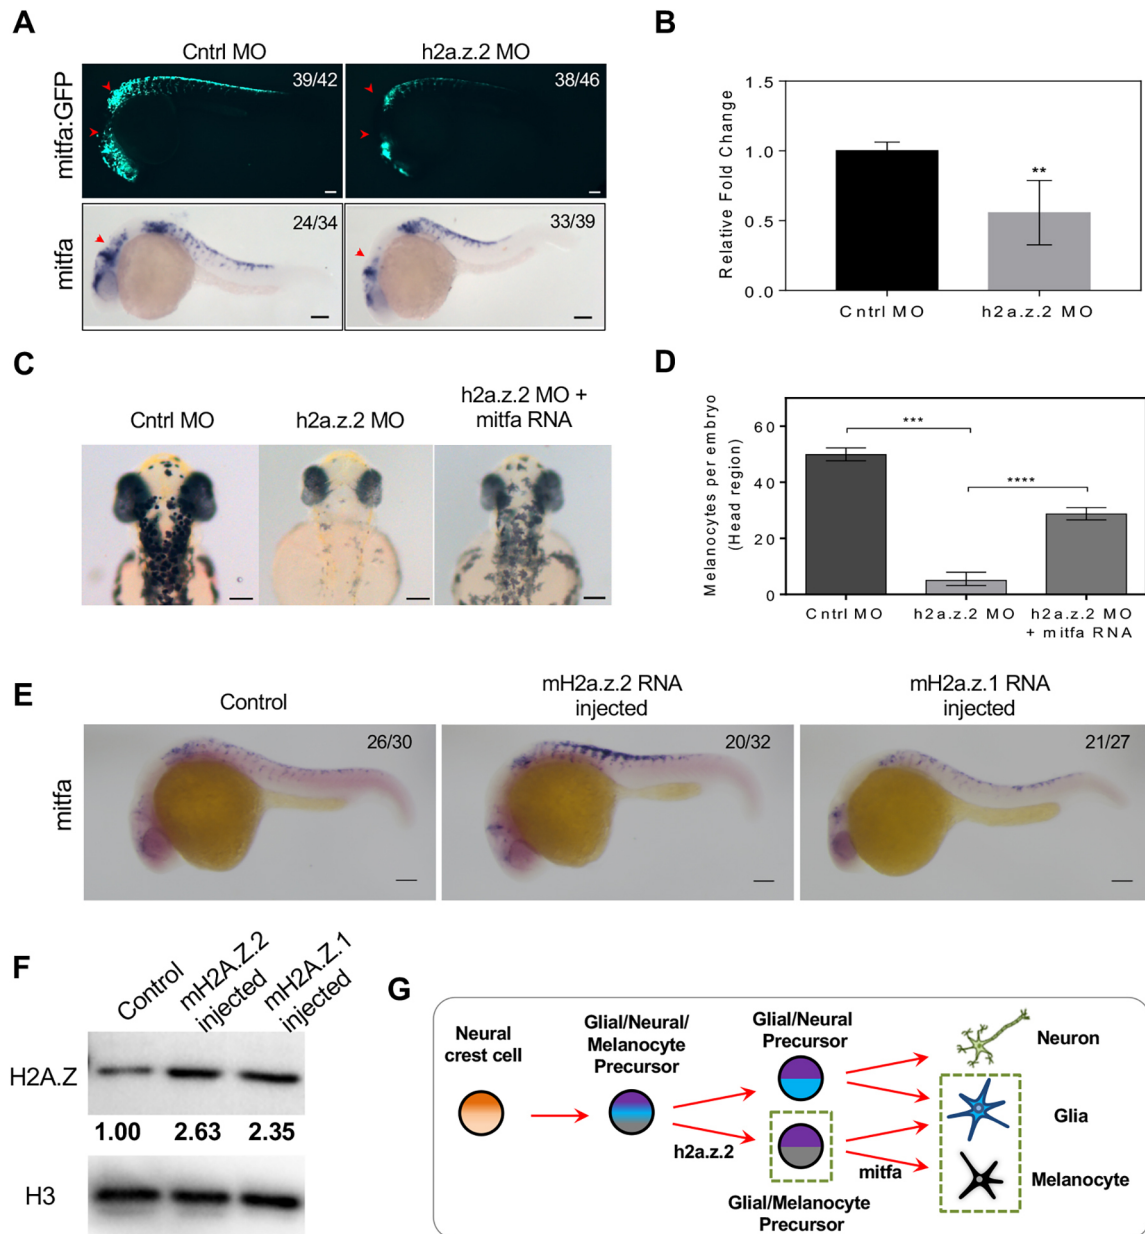 A
Cntrl MO
h2a.z.2 MO
mitfa:GFP
39/42
38/46
mitfa
24/34
33/39
B
Relative Fold Change
1.5
1.0
0.5
0.0
**
Cntrl MO
h2a.z.2 MO
C
Cntrl MO
h2a.z.2 MO
h2a.z.2 MO +
mitfa RNA
D
Melanocytes per embryo
(Head region)
60
40
20
0
***
****
Cntrl MO
h2a.z.2 MO
h2a.z.2 MO
+ mitfa RNA
E
Control
mH2a.z.2 RNA
injected
mH2a.z.1 RNA
injected
mitfa
26/30
20/32
21/27
F
Control
mH2A.Z.2
injected
mH2A.Z.1
injected
H2A.Z
1.00
2.63
2.35
H3
G
Neural
crest cell
Glial/Neural/
Melanocyte
Precursor
Glial/Neural
Precursor
h2a.z.2
Glial/Melanocyte
Precursor
mitfa
Neuron
Glia
Melanocyte